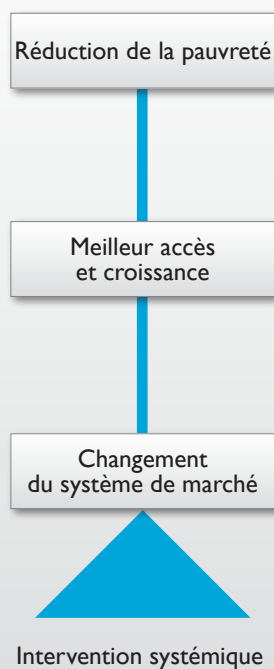 Réduction de la pauvreté
Meilleur accès
et croissance
Changement
du système de marché
Intervention systémique